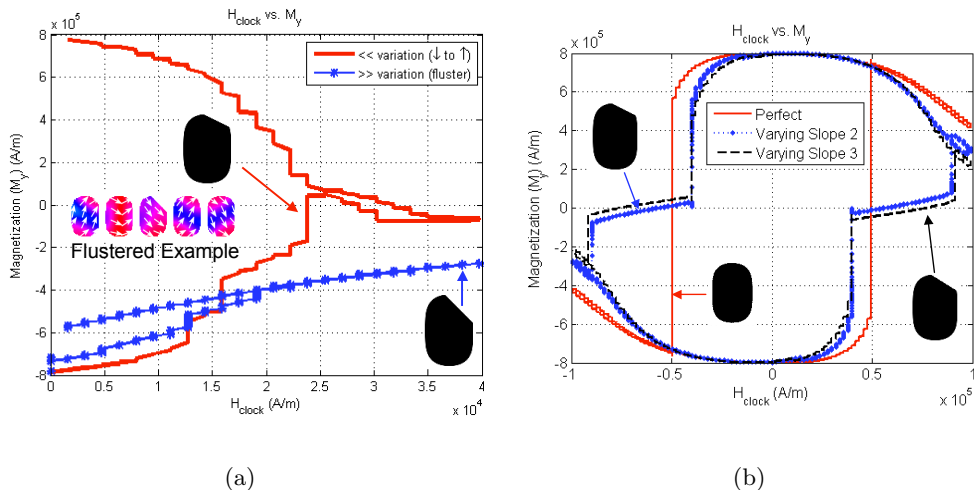 H_clock vs. M_y
x 10^5
<< variation (↓ to ↑)
>> variation (fluster)
Magnetization (M_y) (A/m)
8
6
4
2
0
-2
-4
-6
-8
Flustered Example
0 0.5 1 1.5 2 2.5 3 3.5 4
H_clock (A/m)
x 10^4
(a)
H_clock vs. M_y
x 10^5
Perfect
Varying Slope 2
Varying Slope 3
Magnetization (M_y) (A/m)
8
6
4
2
0
-2
-4
-6
-8
-1 -0.5 0 0.5 1
H_clock (A/m)
x 10^5
(b)